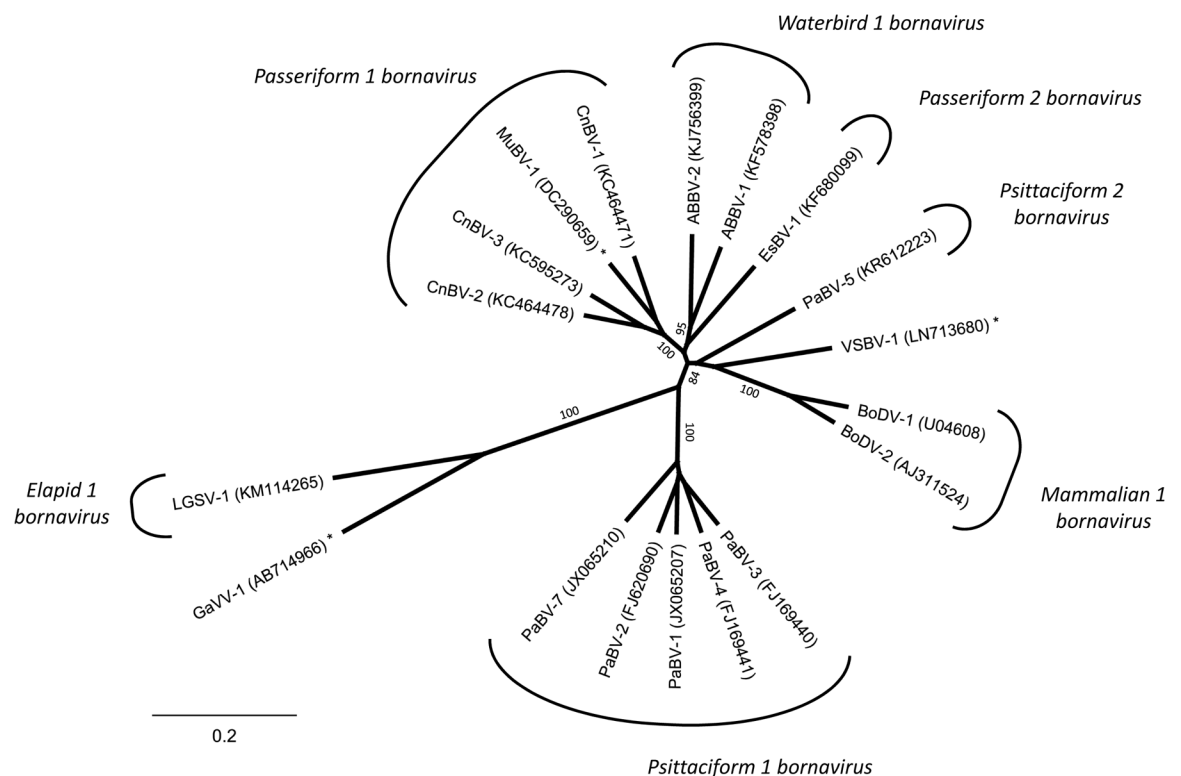 Waterbird 1 bornavirus
Passeriform 1 bornavirus
Passeriform 2 bornavirus
Psittaciform 2
bornavirus
CnBV-1 (KC464471)
MuBV-1 (DC290659) *
CnBV-3 (KC595273)
CnBV-2 (KC464478)
ABBV-2 (KJ756399)
ABBV-1 (KF578398)
EsBV-1 (KF680099)
PaBV-5 (KR612223)
VSBV-1 (LN713680) *
95
100
84
100
BoDV-1 (U04608)
BoDV-2 (AJ311524)
Mammalian 1
bornavirus
100
100
Elapid 1
bornavirus
LGSV-1 (KM114265)
GaVV-1 (AB714966) *
PaBV-7 (JX065210)
PaBV-2 (FJ620690)
PaBV-1 (JX065207)
PaBV-4 (FJ169441)
PaBV-3 (FJ169440)
0.2
Psittaciform 1 bornavirus